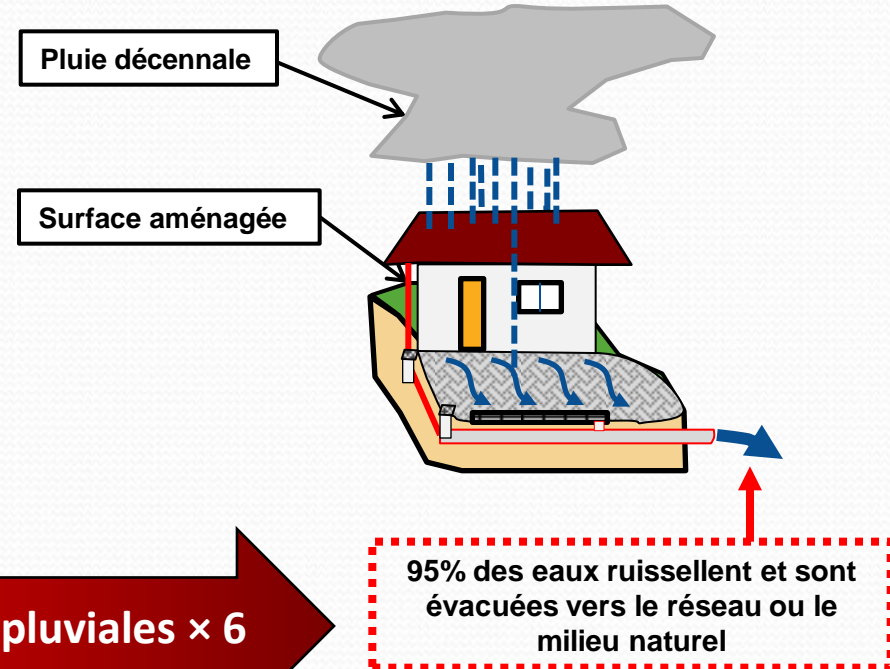 Pluie décennale
Surface aménagée
pluviales × 6
95% des eaux ruissellent et sont
évacuées vers le réseau ou le
milieu naturel